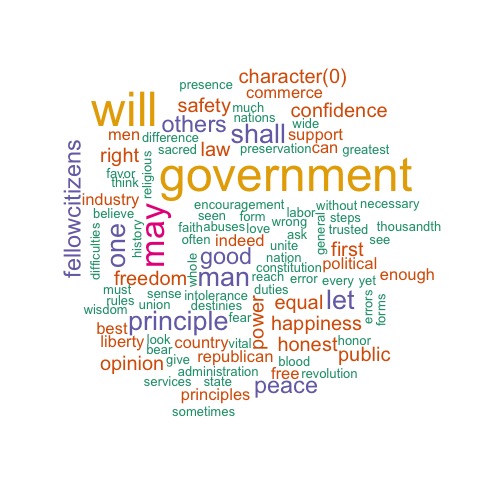 presence character(0)
commerce
will safety much confidence
nations
others shall wide
men difference support
sacred law preservation can greatest
right
favor religious government
think
industry
encouragement without necessary
believe seen form labor steps
fellowcitizens one history may faith abuses love wrong general trusted thousandth
often indeed ask see
difficulties unite first
whole good nation political
constitution
freedom man reach error every yet enough
must sense intolerance duties
rules union destinies power equal let errors forms
wisdom
principle fear happiness
best
liberty look country vital honest honor
bear republican public
opinion give blood
administration free revolution
services state peace
principles
sometimes